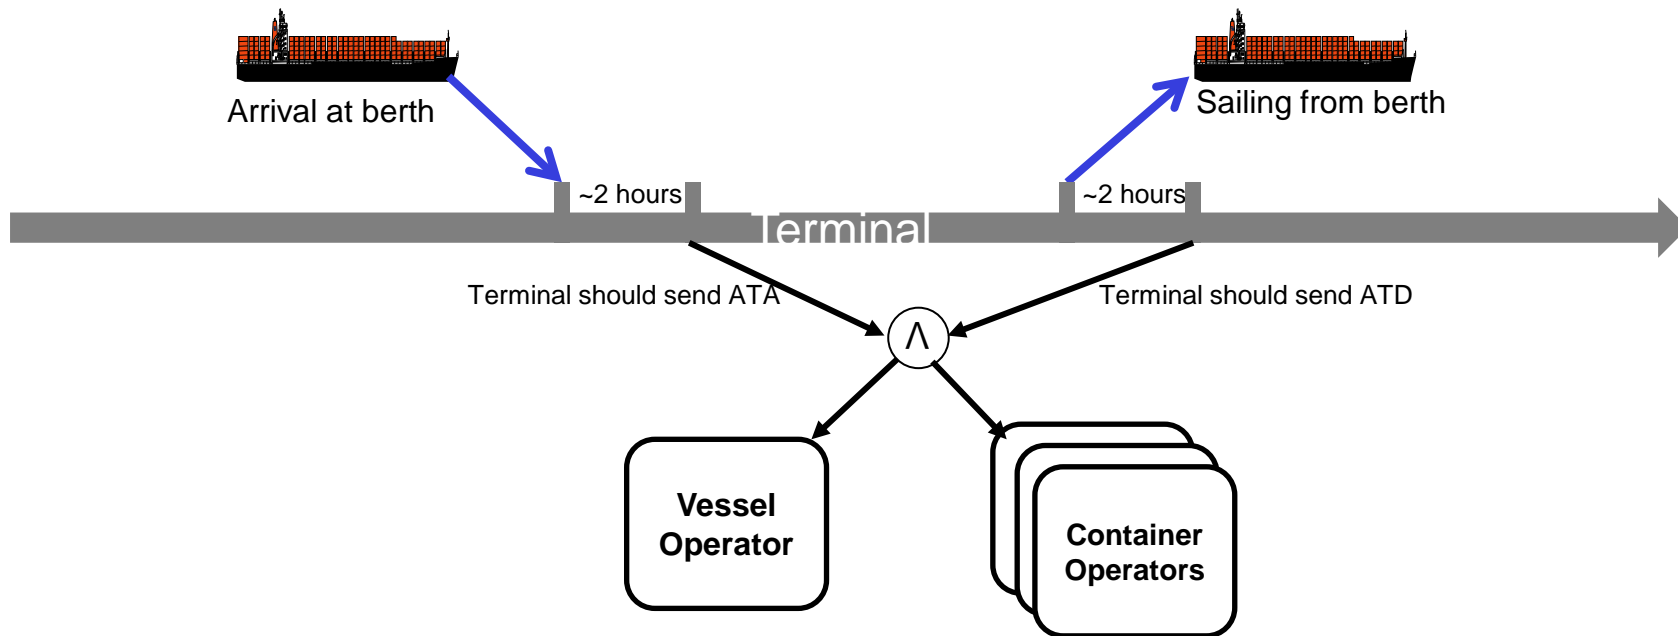 Arrival at berth
Sailing from berth
~2 hours
~2 hours
Terminal
Terminal should send ATA
Terminal should send ATD
Λ
Vessel
Operator
Container
Operators